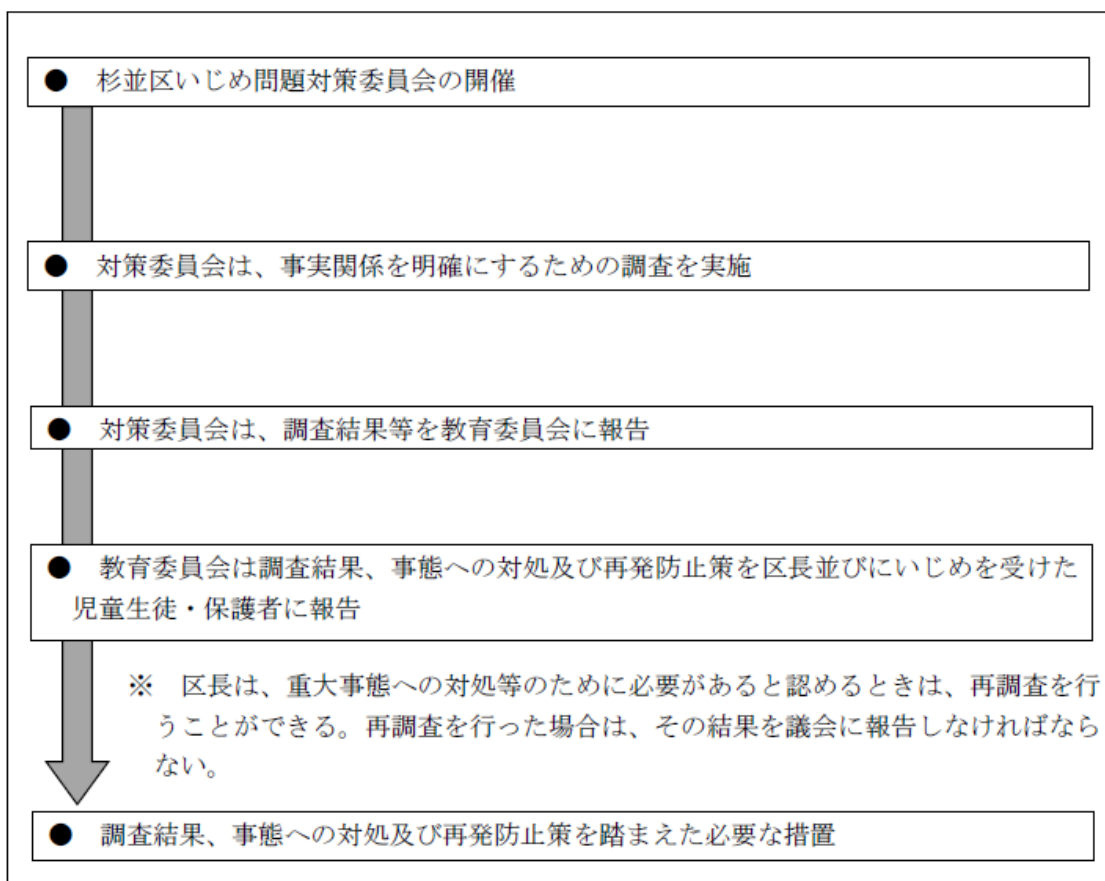 ● 杉並区いじめ問題対策委員会の開催
● 対策委員会は、事実関係を明確にするための調査を実施
● 対策委員会は、調査結果等を教育委員会に報告
● 教育委員会は調査結果、事態への対処及び再発防止策を区長並びにいじめを受けた
児童生徒・保護者に報告
※ 区長は、重大事態への対処等のために必要があると認めるときは、再調査を行
うことができる。再調査を行った場合は、その結果を議会に報告しなければなら
ない。
● 調査結果、事態への対処及び再発防止策を踏まえた必要な措置